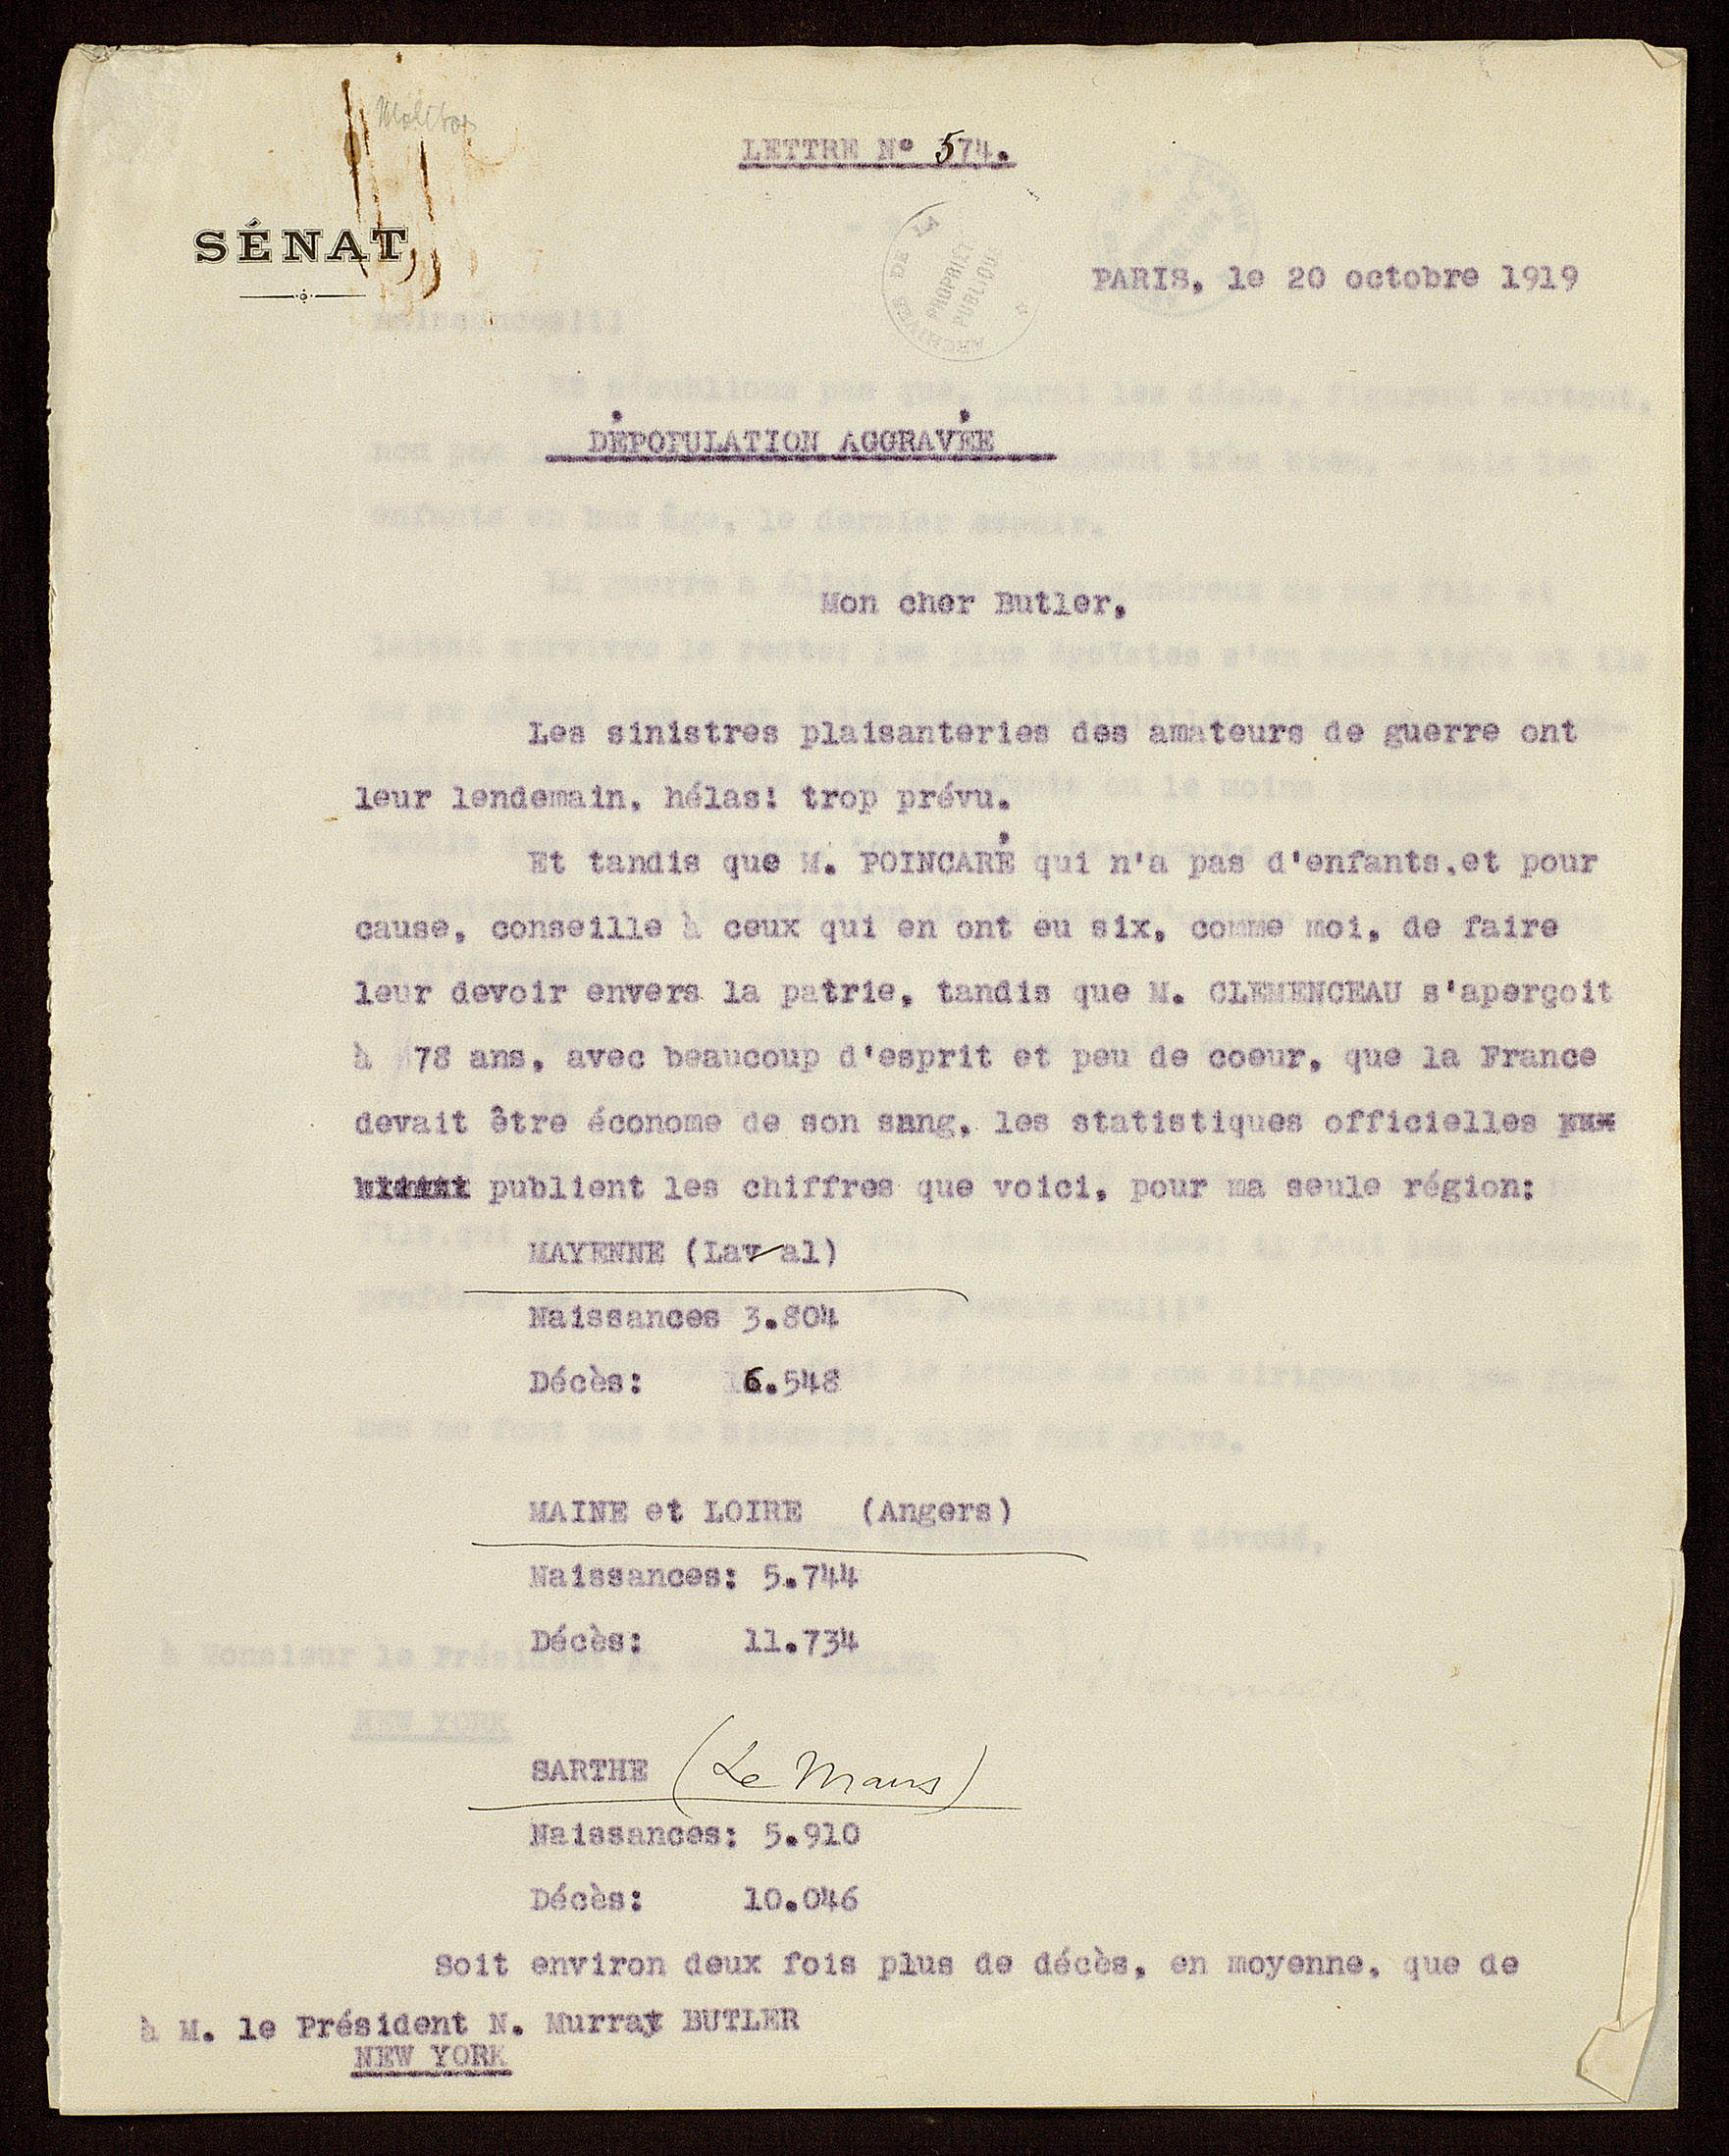 Molitor
LETTRE N° 574.
SÉNAT
ARCHIVES DE LA
PROPRIÉT
PUBLIQUE
PARIS, le 20 octobre 1919
DÉPOPULATION AGGRAVÉE
Mon cher Butler,
Les sinistres plaisanteries des amateurs de guerre ont
leur lendemain, hélas! trop prévu.
Et tandis que M. POINCARÉ qui n'a pas d'enfants,et pour
cause, conseille à ceux qui en ont eu six, comme moi, de faire
leur devoir envers la patrie, tandis que M. CLEMENCEAU s'aperçoit
à 78 ans, avec beaucoup d'esprit et peu de coeur, que la France
devait être économe de son sang, les statistiques officielles
publient les chiffres que voici, pour ma seule région:
MAYENNE (Lav al)
Naissances 3.804
Décès: 6.548
MAINE et LOIRE (Angers)
Naissances: 5.744
Décès: 11.734
SARTHE (Le Mans)
Naissances: 5.910
Décès: 10.046
Soit environ deux fois plus de décès, en moyenne, que de
à M. le Président N. Murray BUTLER
NEW YORK